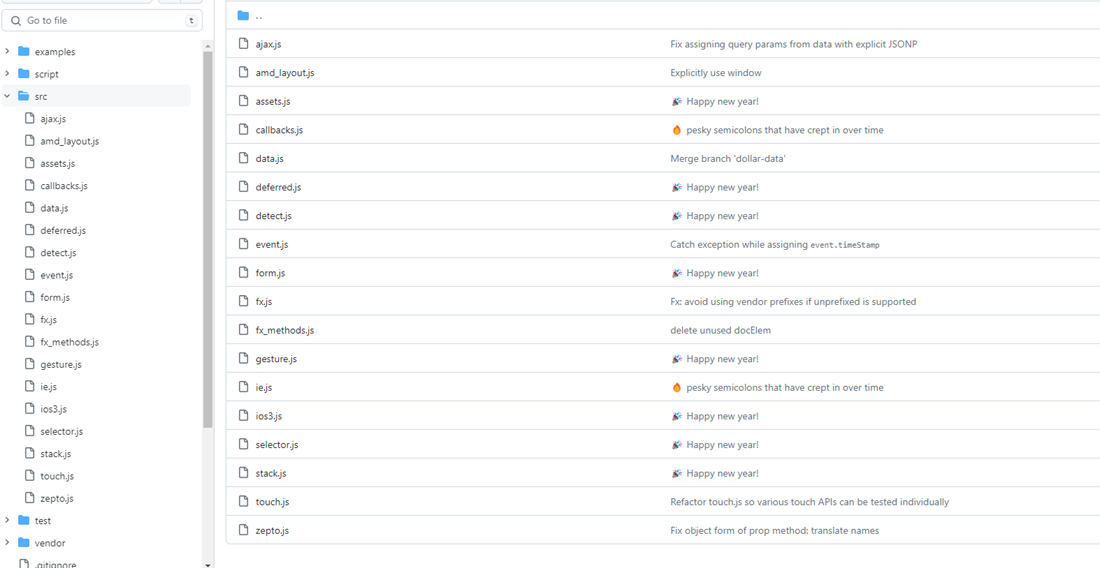 Go to file
t
examples
script
src
ajax.js
amd_layout.js
assets.js
callbacks.js
data.js
deferred.js
detect.js
event.js
form.js
fx.js
fx_methods.js
gesture.js
ie.js
ios3.js
selector.js
stack.js
touch.js
zepto.js
test
vendor
.gitignore
..
ajax.js Fix assigning query params from data with explicit JSONP
amd_layout.js Explicitly use window
assets.js 🎉 Happy new year!
callbacks.js 🔥 pesky semicolons that have crept in over time
data.js Merge branch 'dollar-data'
deferred.js 🎉 Happy new year!
detect.js 🎉 Happy new year!
event.js Catch exception while assigning event.timeStamp
form.js 🎉 Happy new year!
fx.js Fx: avoid using vendor prefixes if unprefixed is supported
fx_methods.js delete unused docElem
gesture.js 🎉 Happy new year!
ie.js 🔥 pesky semicolons that have crept in over time
ios3.js 🎉 Happy new year!
selector.js 🎉 Happy new year!
stack.js 🎉 Happy new year!
touch.js Refactor touch.js so various touch APIs can be tested individually
zepto.js Fix object form of prop method: translate names